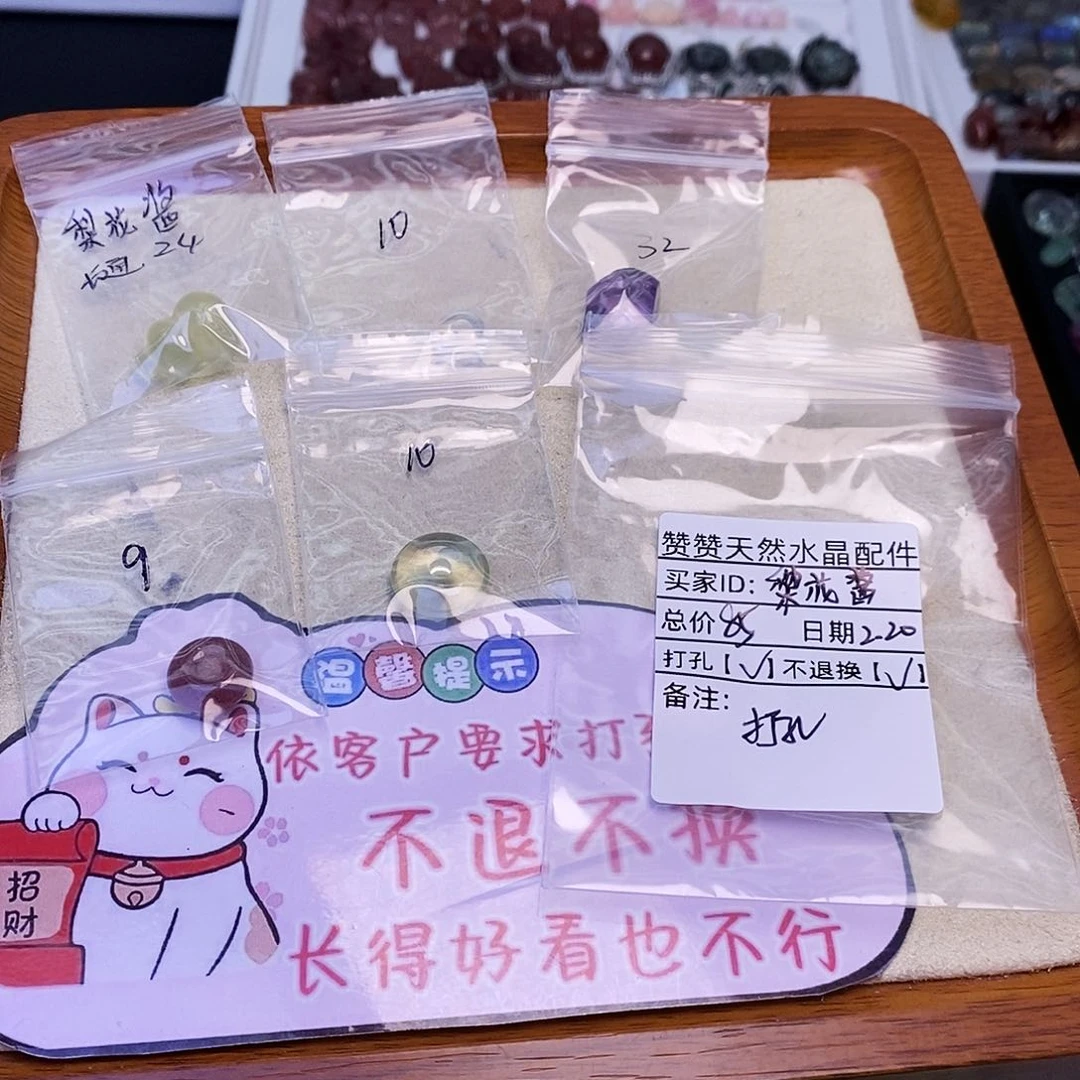 梨花酱
长通 24
10
32
9
10
赞赞天然水晶配件
买家ID: 梨花酱
总价 85 日期 2.20
打孔【√】不退换【√】
备注:
打孔
温馨提示
依客户要求打
不退不换
长得好看也不行
招
财